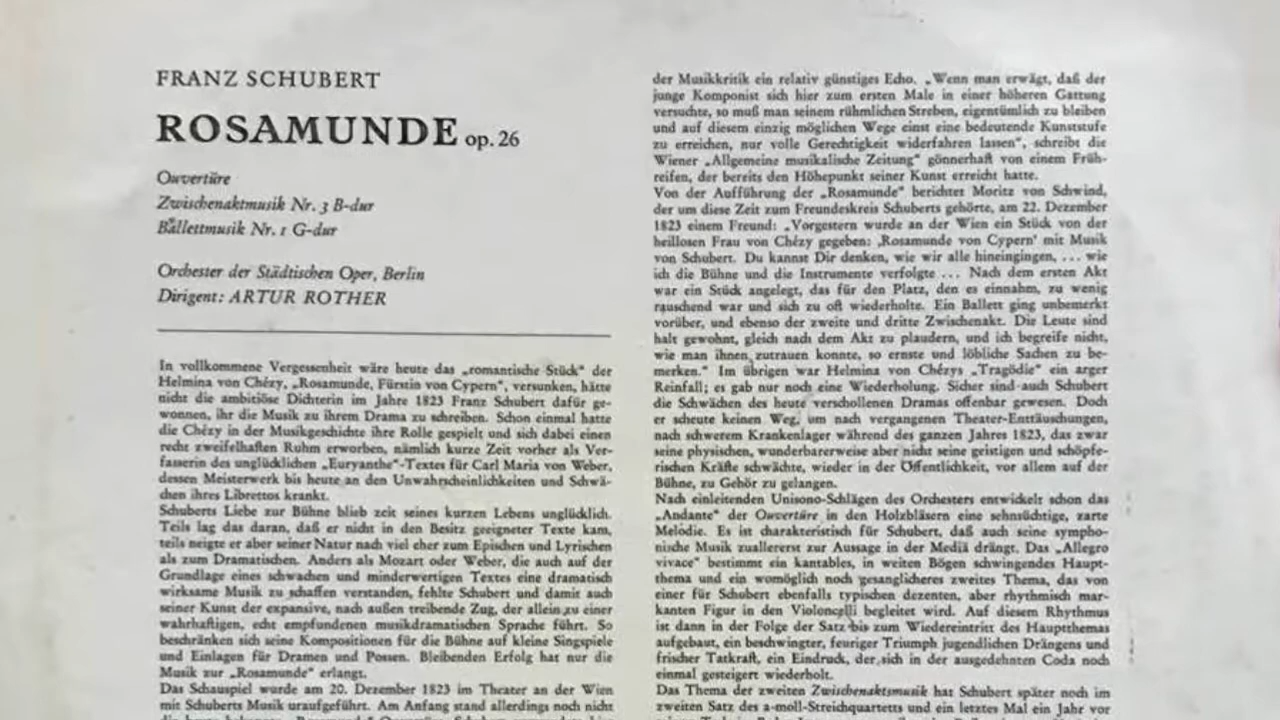 FRANZ SCHUBERT
ROSAMUNDE op. 26
Ouvertüre
Zwischenaktmusik Nr. 3 B-dur
Ballettmusik Nr. 1 G-dur
Orchester der Städtischen Oper, Berlin
Dirigent: ARTUR ROTHER
In vollkommene Vergessenheit wäre heute das „romantische Stück“ der
Helmina von Chézy, „Rosamunde, Fürstin von Cypern“, versunken, hätte
nicht die ambitiöse Dichterin im Jahre 1823 Franz Schubert dafür ge-
wonnen, ihr die Musik zu ihrem Drama zu schreiben. Schon einmal hatte
die Chézy in der Musikgeschichte ihre Rolle gespielt und sich dabei einen
recht zweifelhaften Ruhm erworben, nämlich kurze Zeit vorher als Ver-
fasserin des unglücklichen „Euryanthe“-Textes für Carl Maria von Weber,
dessen Meisterwerk bis heute an den Unwahrscheinlichkeiten und Schwä-
chen ihres Librettos krankt.
Schuberts Liebe zur Bühne blieb zeit seines kurzen Lebens unglücklich.
Teils lag das daran, daß er nicht in den Besitz geeigneter Texte kam,
teils neigte er aber seiner Natur nach viel eher zum Epischen und Lyrischen
als zum Dramatischen. Anders als Mozart oder Weber, die auch auf der
Grundlage eines schwachen und minderwertigen Textes eine dramatisch
wirksame Musik zu schaffen verstanden, fehlte Schubert und damit auch
seiner Kunst der expansive, nach außen treibende Zug, der allein zu einer
wahrhaftigen, echt empfundenen musikdramatischen Sprache führt. So
beschränken sich seine Kompositionen für die Bühne auf kleine Singspiele
und Einlagen für Dramen und Possen. Bleibenden Erfolg hat nur die
Musik zur „Rosamunde“ erlangt.
Das Schauspiel wurde am 20. Dezember 1823 im Theater an der Wien
mit Schuberts Musik uraufgeführt. Am Anfang stand allerdings noch nicht
der Musikkritik ein relativ günstiges Echo. „Wenn man erwägt, daß der
junge Komponist sich hier zum ersten Male in einer höheren Gattung
versuchte, so muß man seinem rühmlichen Streben, eigentümlich zu bleiben
und auf diesem einzig möglichen Wege einst eine bedeutende Kunststufe
zu erreichen, nur volle Gerechtigkeit widerfahren lassen“, schreibt die
Wiener „Allgemeine musikalische Zeitung“ gönnerhaft von einem Früh-
reifen, der bereits den Höhepunkt seiner Kunst erreicht hatte.
Von der Aufführung der „Rosamunde“ berichtet Moritz von Schwind,
der um diese Zeit zum Freundeskreis Schuberts gehörte, am 22. Dezember
1823 einem Freund: „Vorgestern wurde an der Wien ein Stück von der
heillosen Frau von Chézy gegeben: ‚Rosamunde von Cypern‘ mit Musik
von Schubert. Du kannst Dir denken, wie wir alle hineingingen, ... wie
ich die Bühne und die Instrumente verfolgte ... Nach dem ersten Akt
war ein Stück angelegt, das für den Platz, den es einnahm, zu wenig
rauschend war und sich zu oft wiederholte. Ein Ballett ging unbemerkt
vorüber, und ebenso der zweite und dritte Zwischenakt. Die Leute sind
halt gewohnt, gleich nach dem Akt zu plaudern, und ich begreife nicht,
wie man ihnen zutrauen konnte, so ernste und löbliche Sachen zu be-
merken.“ Im übrigen war Helmina von Chézys „Tragödie“ ein arger
Reinfall; es gab nur noch eine Wiederholung. Sicher sind auch Schubert
die Schwächen des heute verschollenen Dramas offenbar gewesen. Doch
er scheute keinen Weg, um nach vergangenen Theater-Enttäuschungen,
nach schwerem Krankenlager während des ganzen Jahres 1823, das zwar
seine physischen, wunderbarerweise aber nicht seine geistigen und schöpfe-
rischen Kräfte schwächte, wieder in der Öffentlichkeit, vor allem auf der
Bühne, zu Gehör zu gelangen.
Nach einleitenden Unisono-Schlägen des Orchesters entwickelt schon das
„Andante“ der Ouvertüre in den Holzbläsern eine sehnsüchtige, zarte
Melodie. Es ist charakteristisch für Schubert, daß auch seine sympho-
nische Musik zuallererst zur Aussage in der Media drängt. Das „Allegro
vivace“ bestimmt ein kantables, in weiten Bögen schwingendes Haupt-
thema und ein womöglich noch gesanglicheres zweites Thema, das von
einer für Schubert ebenfalls typischen dezenten, aber rhythmisch mar-
kanten Figur in den Violoncelli begleitet wird. Auf diesem Rhythmus
ist dann in der Folge der Satz bis zum Wiedereintritt des Hauptthemas
aufgebaut, ein beschwingter, feuriger Triumph jugendlichen Drängens und
frischer Tatkraft, ein Eindruck, der sich in der ausgedehnten Coda noch
einmal gesteigert wiederholt.
Das Thema der zweiten Zwischenaktsmusik hat Schubert später noch im
zweiten Satz des a-moll-Streichquartetts und ein letztes Mal ein Jahr vor